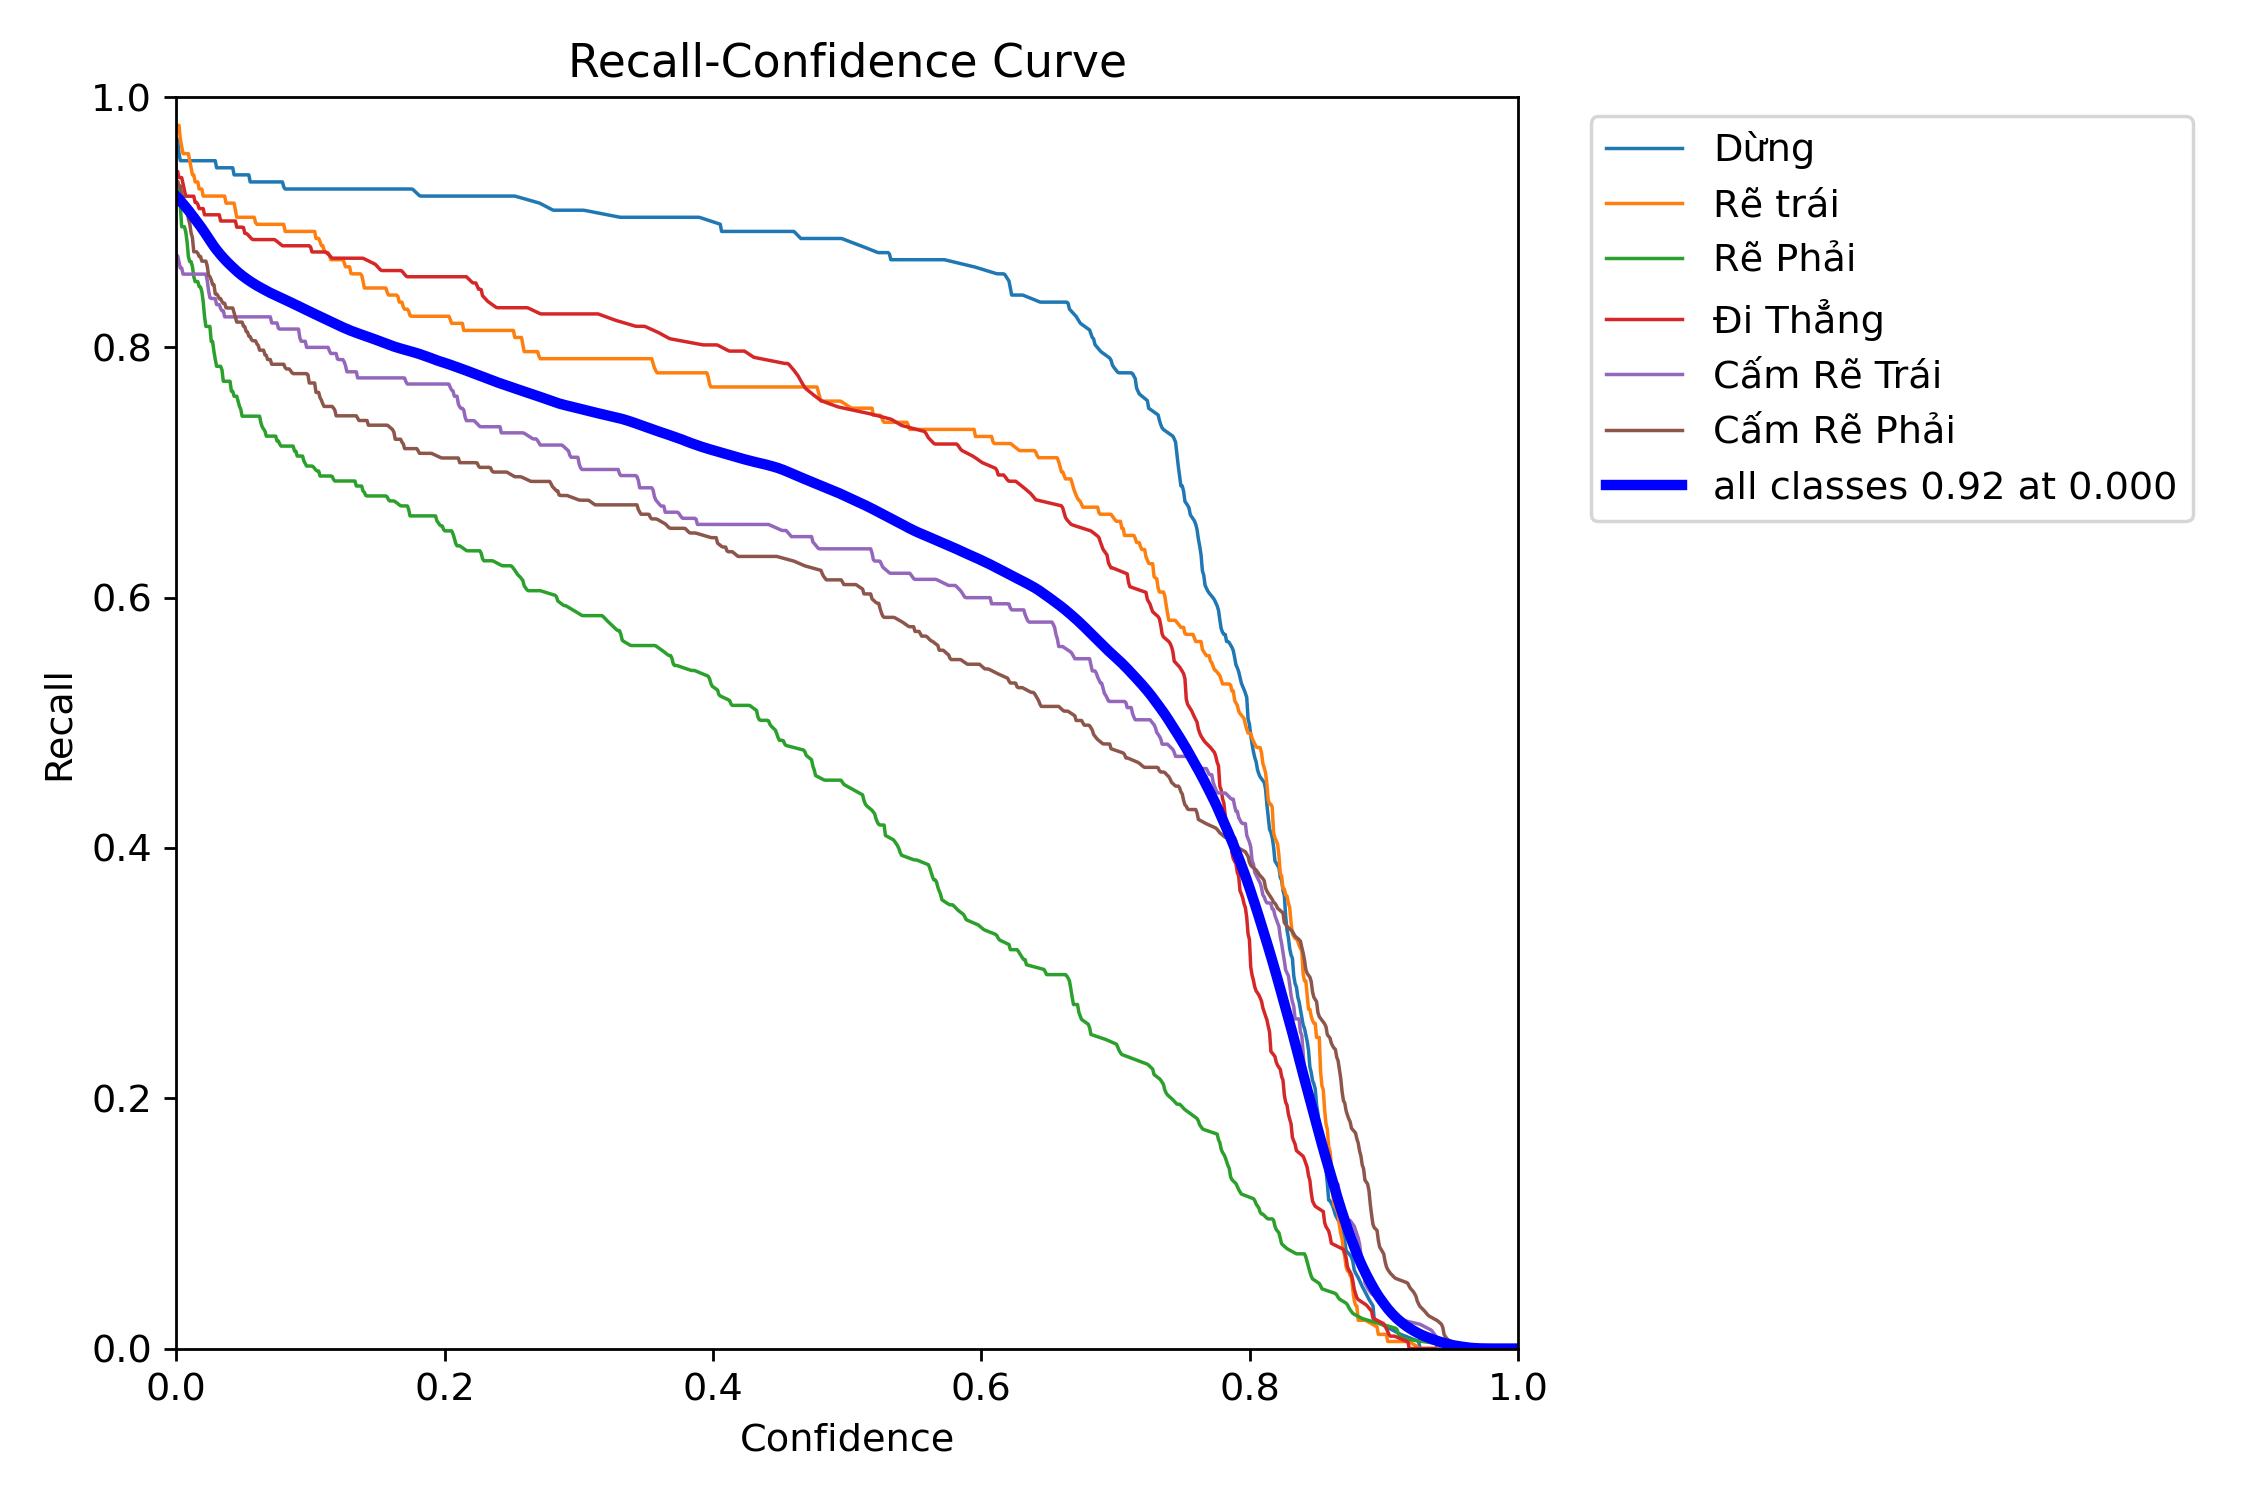 Recall-Confidence Curve
1.0
0.8
0.6
0.4
0.2
0.0
Recall
0.0 0.2 0.4 0.6 0.8 1.0
Confidence
Dừng
Rẽ trái
Rẽ Phải
Đi Thẳng
Cấm Rẽ Trái
Cấm Rẽ Phải
all classes 0.92 at 0.000